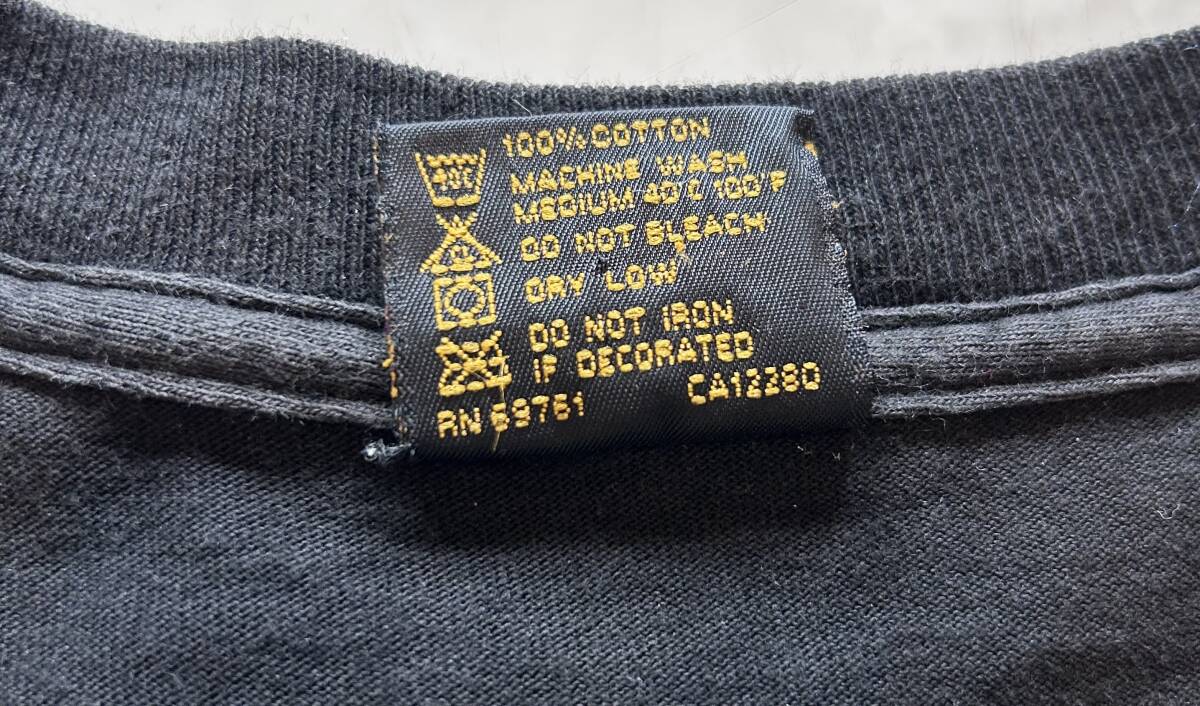 100% COTTON
MACHINE WASH
MEDIUM 40°C 100°F
DO NOT BLEACH
DRY LOW
DO NOT IRON
IF DECORATED
RN 69761 CA12280